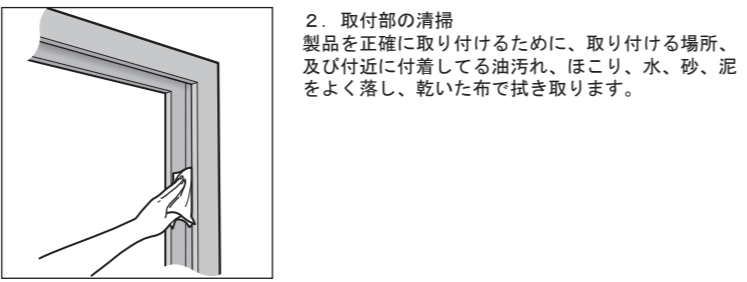 ２．取付部の清掃
製品を正確に取り付けるために、取り付ける場所、
及び付近に付着してる油汚れ、ほこり、水、砂、泥
をよく落し、乾いた布で拭き取ります。